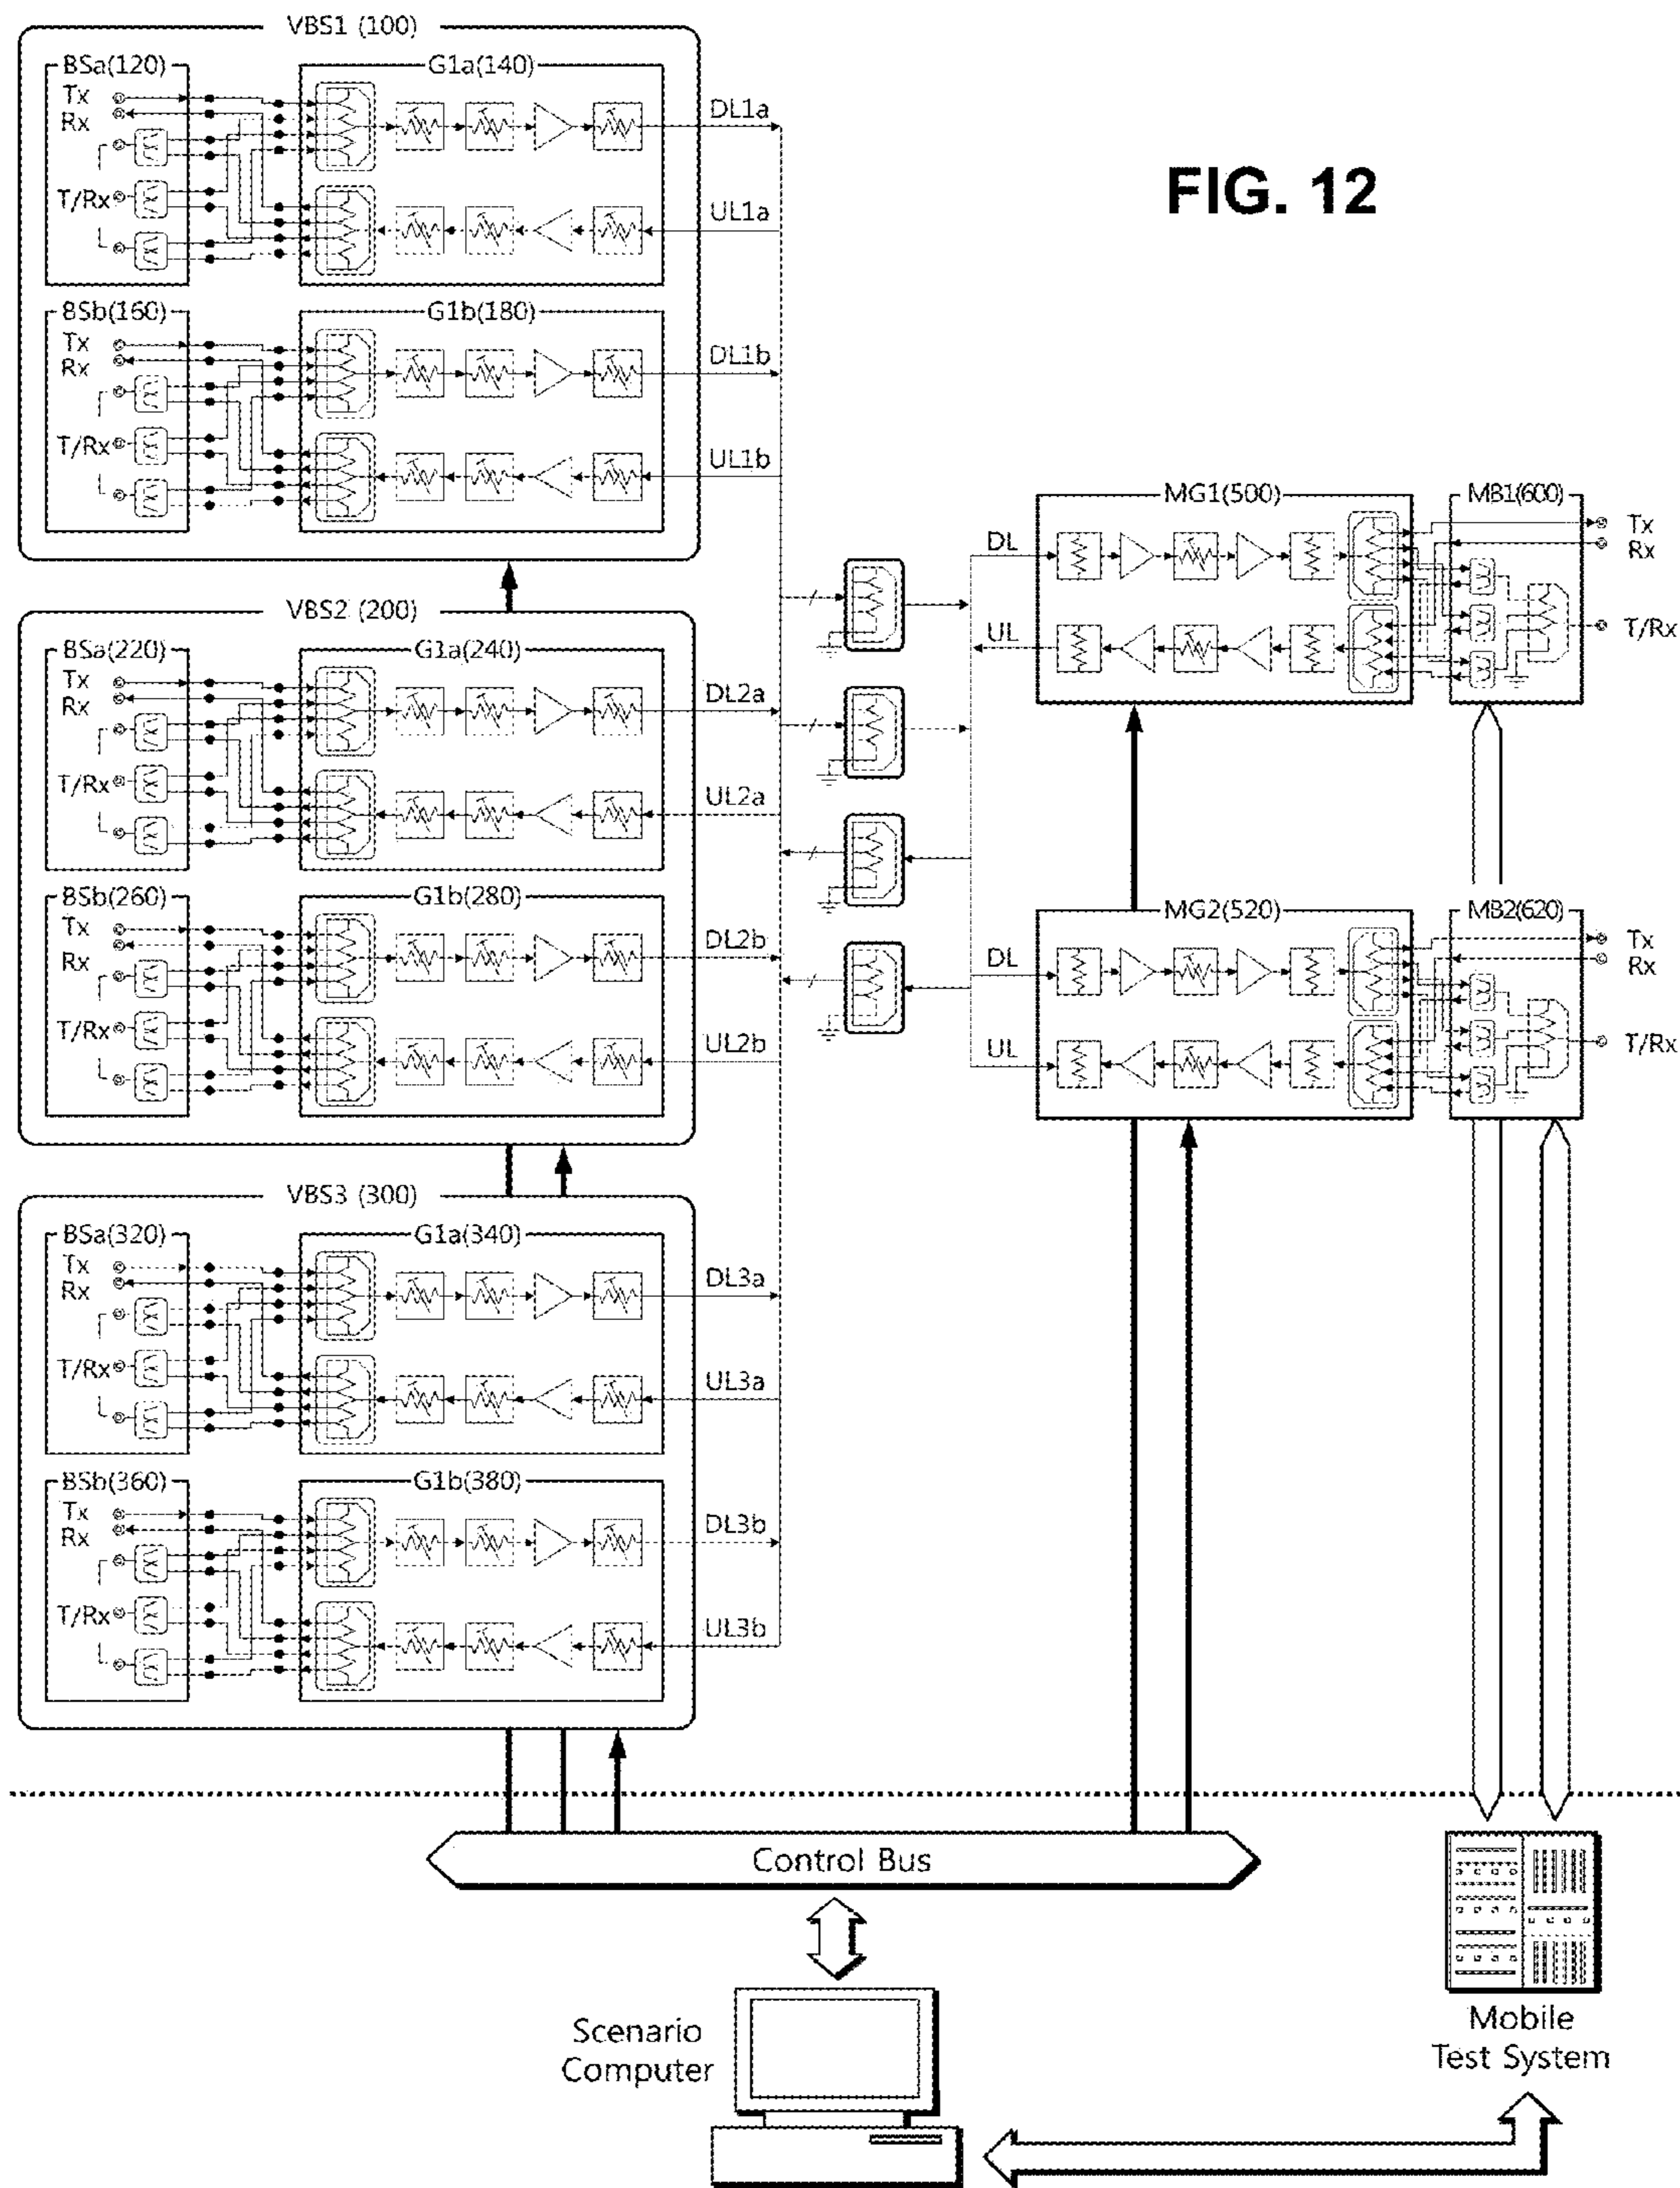 FIG. 12
VBS1 (100)
BSa(120)
G1a(140)
Tx
Rx
T/Rx
DL1a
UL1a
BSb(160)
G1b(180)
Tx
Rx
T/Rx
DL1b
UL1b
VBS2 (200)
BSa(220)
G1a(240)
Tx
Rx
T/Rx
DL2a
UL2a
BSb(260)
G1b(280)
Tx
Rx
T/Rx
DL2b
UL2b
VBS3 (300)
BSa(320)
G1a(340)
Tx
Rx
T/Rx
DL3a
UL3a
BSb(360)
G1b(380)
Tx
Rx
T/Rx
DL3b
UL3b
MG1(500)
MB1(600)
DL
UL
Tx
Rx
T/Rx
MG2(520)
MB2(620)
DL
UL
Tx
Rx
T/Rx
Control Bus
Scenario
Computer
Mobile
Test System